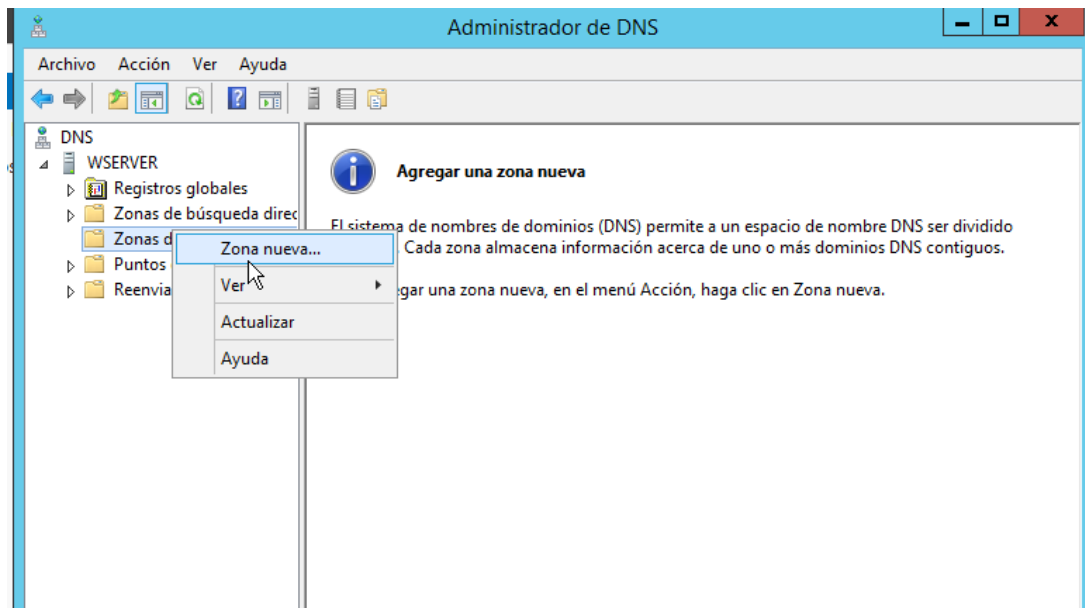 Administrador de DNS
Archivo Acción Ver Ayuda
DNS
WSERVER
Registros globales
Zonas de búsqueda direc
Zonas d
Puntos
Reenvia
Zona nueva...
Ver
Actualizar
Ayuda
Agregar una zona nueva
El sistema de nombres de dominios (DNS) permite a un espacio de nombre DNS ser dividido
. Cada zona almacena información acerca de uno o más dominios DNS contiguos.
egar una zona nueva, en el menú Acción, haga clic en Zona nueva.